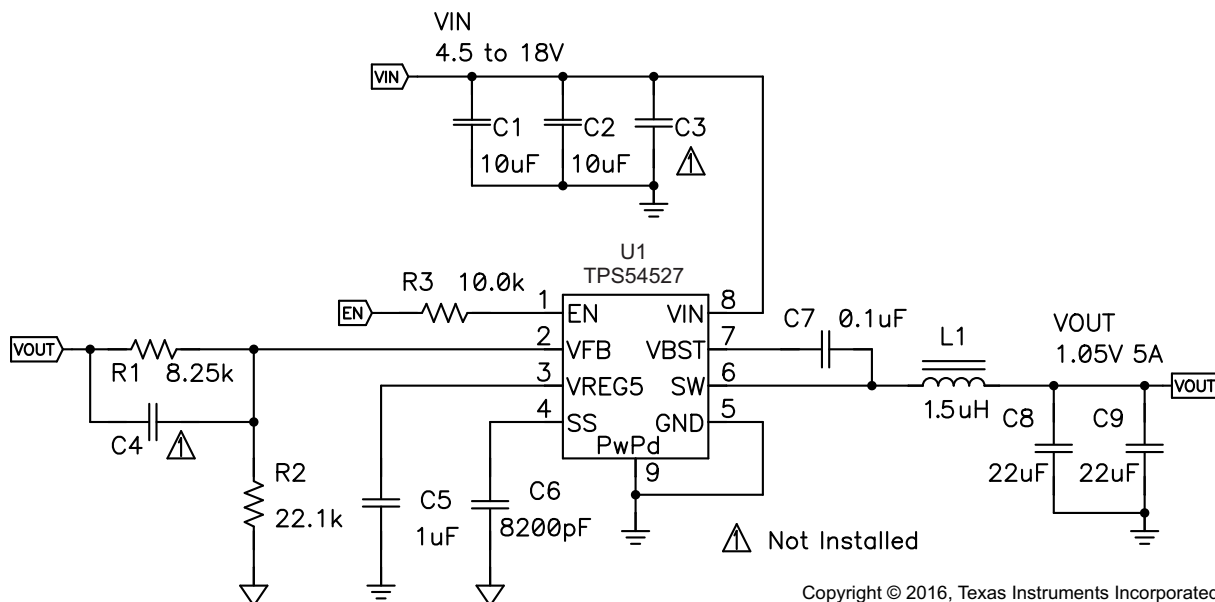 VIN
4.5 to 18V
VIN
C1
C2
C3
10uF
10uF
1
U1
TPS54527
R3 10.0k
EN
1
EN
VIN
8
C7
0.1uF
VOUT
2
VFB
VBST
7
L1
VOUT
1.05V 5A
R1
8.25k
3
VREG5
SW
6
1.5uH
VOUT
4
SS
GND
5
C8
C9
C4
1
PwPd
9
22uF
22uF
R2
22.1k
C5
1uF
C6
8200pF
1
Not Installed
Copyright © 2016, Texas Instruments Incorporated